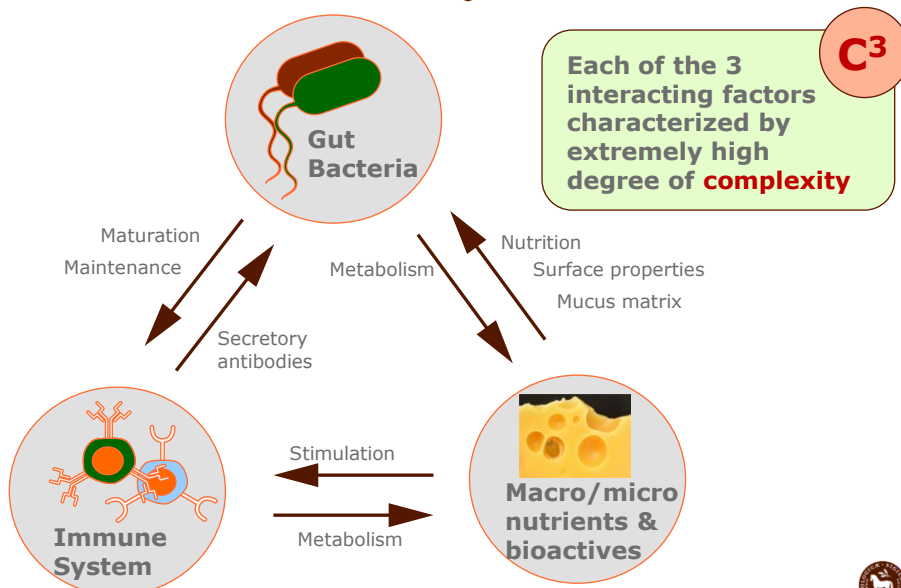 C³
Each of the 3
interacting factors
characterized by
extremely high
degree of complexity
Gut
Bacteria
Maturation
Maintenance
Secretory
antibodies
Metabolism
Nutrition
Surface properties
Mucus matrix
Stimulation
Metabolism
Immune
System
Macro/micro
nutrients &
bioactives